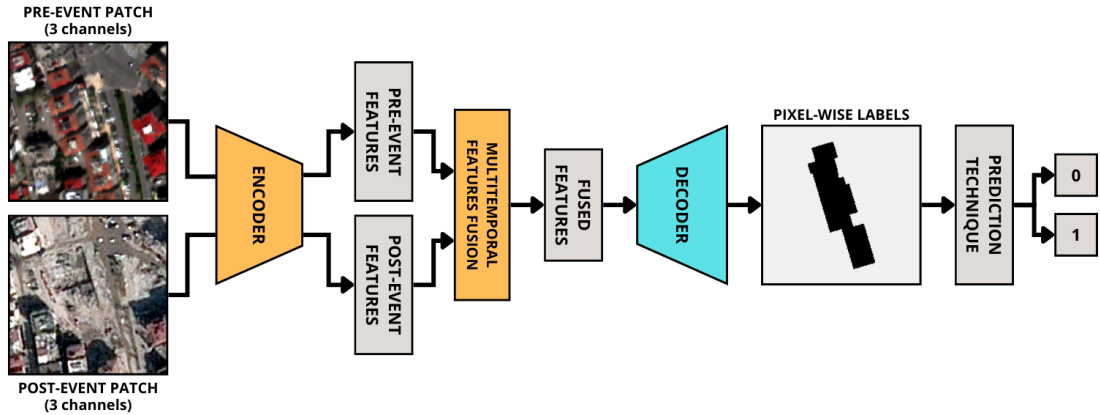 PRE-EVENT PATCH
(3 channels)
POST-EVENT PATCH
(3 channels)
ENCODER
PRE-EVENT
FEATURES
POST-EVENT
FEATURES
MULTITEMPORAL
FEATURES FUSION
FUSED
FEATURES
DECODER
PIXEL-WISE LABELS
PREDICTION
TECHNIQUE
0
1